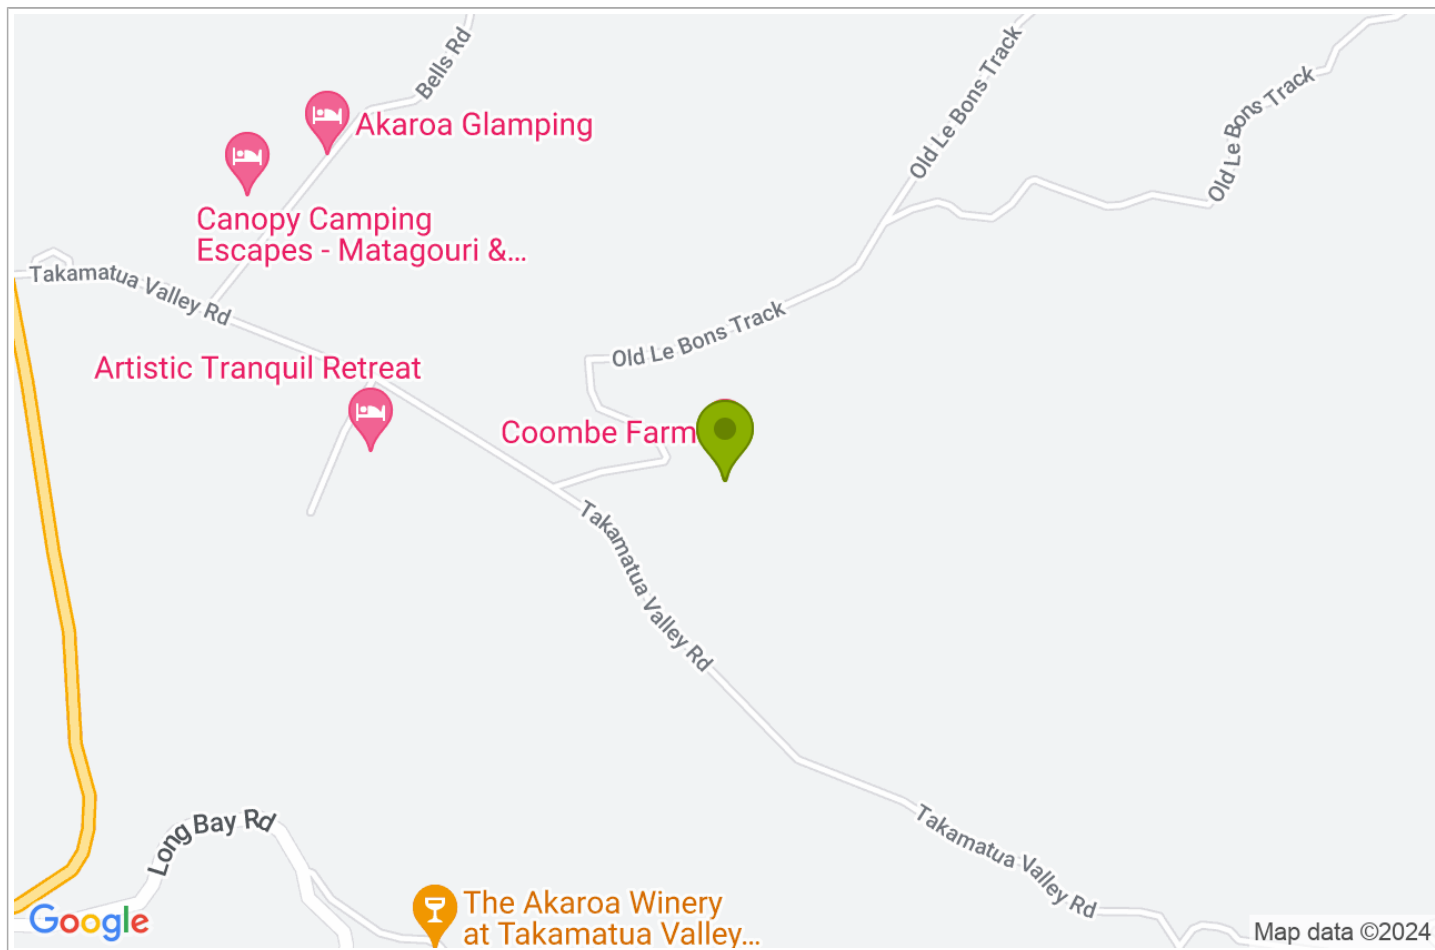 Bells Rd
Old Le Bons Track
Old Le Bons Track
Akaroa Glamping
Canopy Camping
Escapes - Matagouri &...
Takamatua Valley Rd
Old Le Bons Track
Artistic Tranquil Retreat
Coombe Farm
Takamatua Valley Rd
Long Bay Rd
Takamatua Valley Rd
The Akaroa Winery
at Takamatua Valley...
Google
Map data ©2024